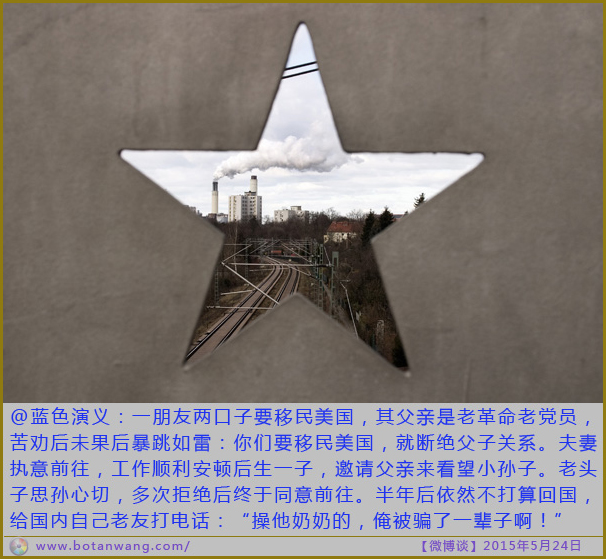 @蓝色演义：一朋友两口子要移民美国，其父亲是老革命老党员，
苦劝后未果后暴跳如雷：你们要移民美国，就断绝父子关系。夫妻
执意前往，工作顺利安顿后生一子，邀请父亲来看望小孙子。老头
子思孙心切，多次拒绝后终于同意前往。半年后依然不打算回国，
给国内自己老友打电话：“操他奶奶的，俺被骗了一辈子啊！”
www.botanwang.com/ 【微博谈】2015年5月24日